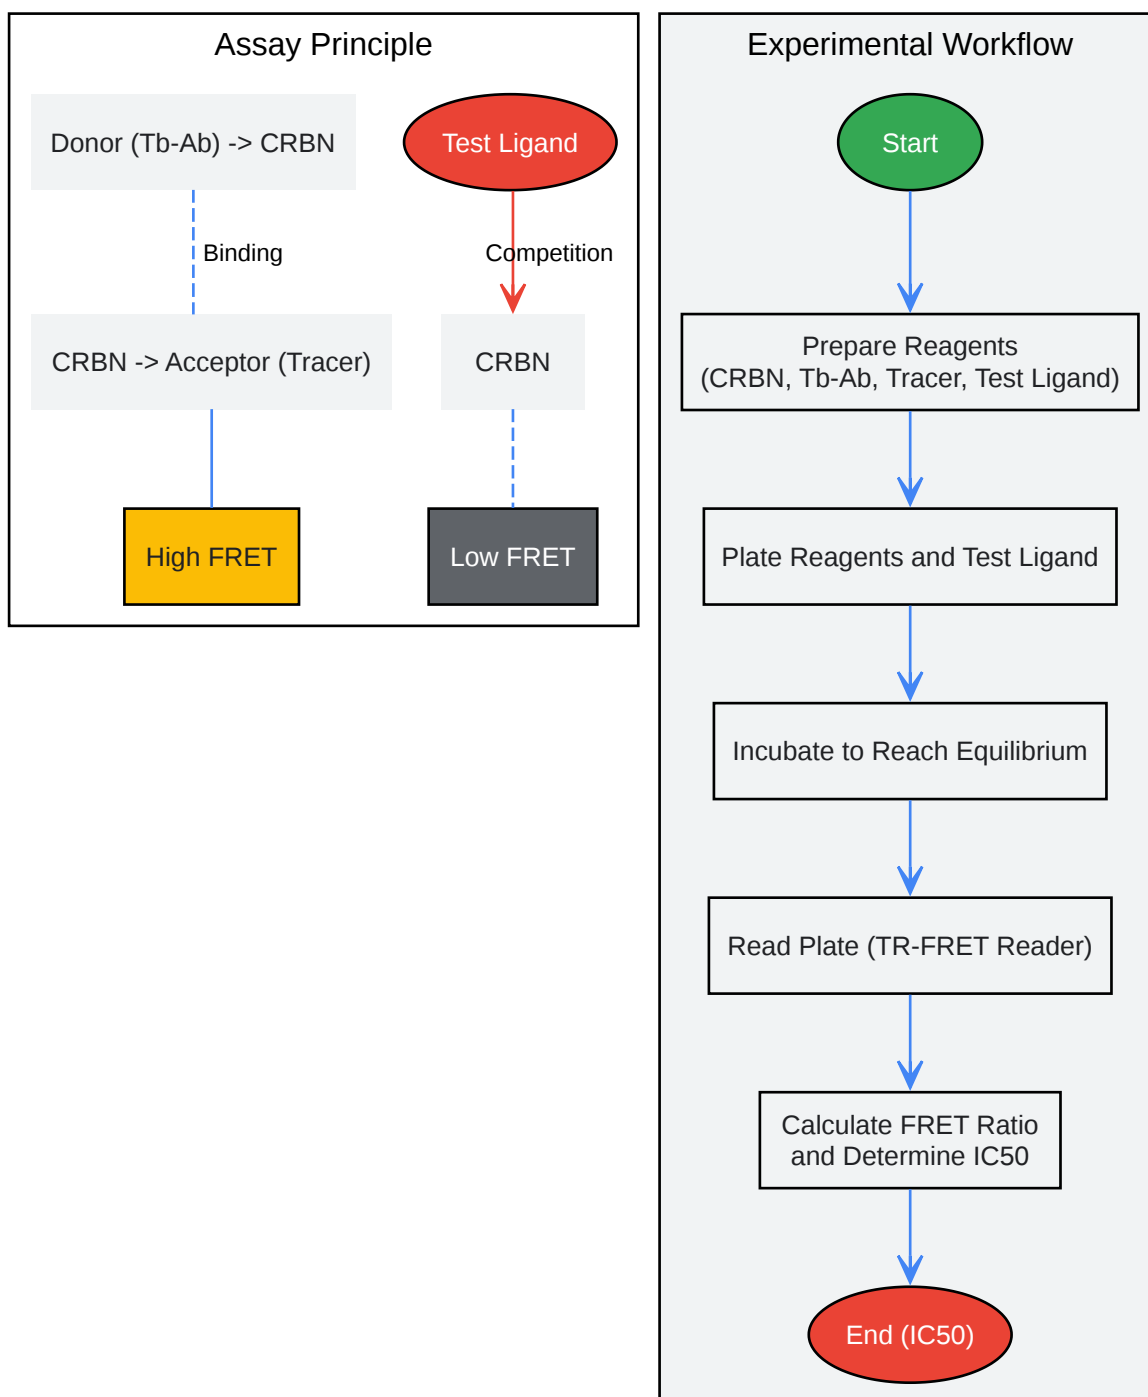 Assay Principle
Donor (Tb-Ab) -> CRBN
Test Ligand
Binding
Competition
CRBN -> Acceptor (Tracer)
CRBN
High FRET
Low FRET
Experimental Workflow
Start
Prepare Reagents
(CRBN, Tb-Ab, Tracer, Test Ligand)
Plate Reagents and Test Ligand
Incubate to Reach Equilibrium
Read Plate (TR-FRET Reader)
Calculate FRET Ratio
and Determine IC50
End (IC50)